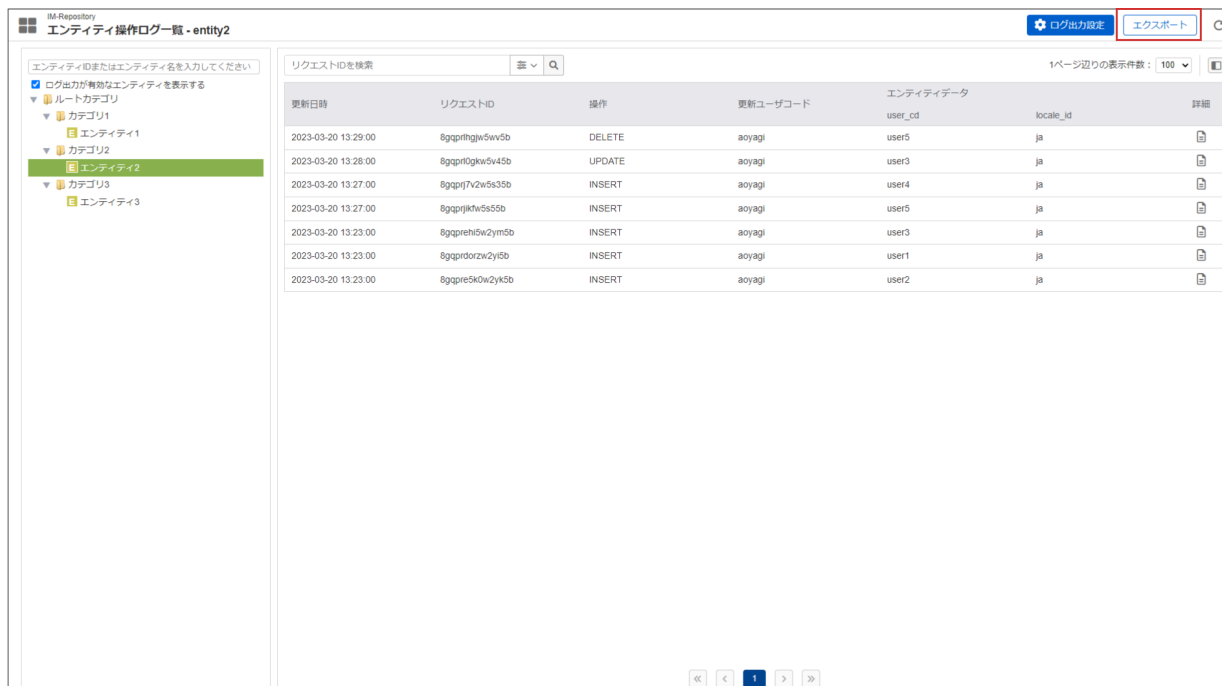 IM-Repository
エンティティ操作ログ一覧 - entity2
ログ出力設定
エクスポート
エンティティIDまたはエンティティ名を入力してください
ログ出力が有効なエンティティを表示する
ルートカテゴリ
カテゴリ1
E エンティティ1
カテゴリ2
E エンティティ2
カテゴリ3
E エンティティ3
リクエストIDを検索
1ページ辺りの表示件数： 100
更新日時 リクエストID 操作 更新ユーザコード エンティティデータ 詳細
user_cd locale_id
2023-03-20 13:29:00 8gqprlhgjw5wv5b DELETE aoyagi user5 ja
2023-03-20 13:28:00 8gqprl0gkw5v45b UPDATE aoyagi user3 ja
2023-03-20 13:27:00 8gqprj7v2w5s35b INSERT aoyagi user4 ja
2023-03-20 13:27:00 8gqprjikfw5s55b INSERT aoyagi user5 ja
2023-03-20 13:23:00 8gqprehi5w2ym5b INSERT aoyagi user3 ja
2023-03-20 13:23:00 8gqprdorzw2yi5b INSERT aoyagi user1 ja
2023-03-20 13:23:00 8gqpre5k0w2yk5b INSERT aoyagi user2 ja
« < 1 > »